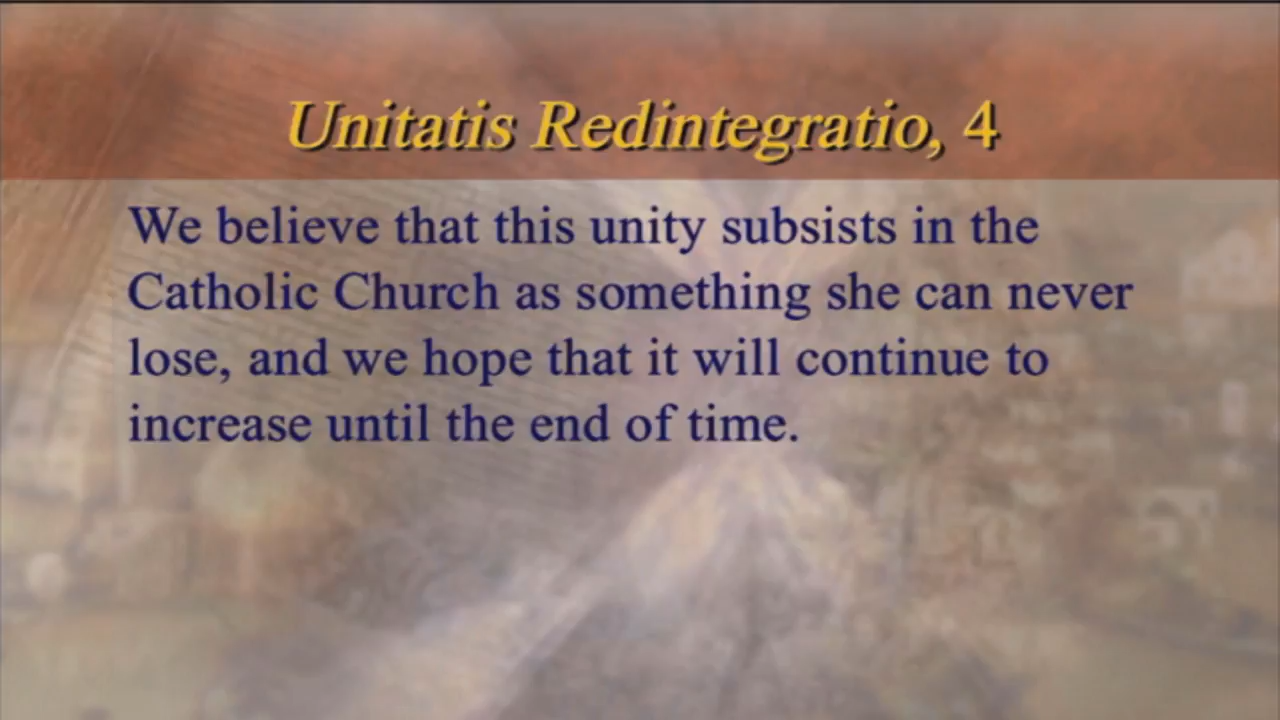 Unitatis Redintegratio, 4
We believe that this unity subsists in the
Catholic Church as something she can never
lose, and we hope that it will continue to
increase until the end of time.